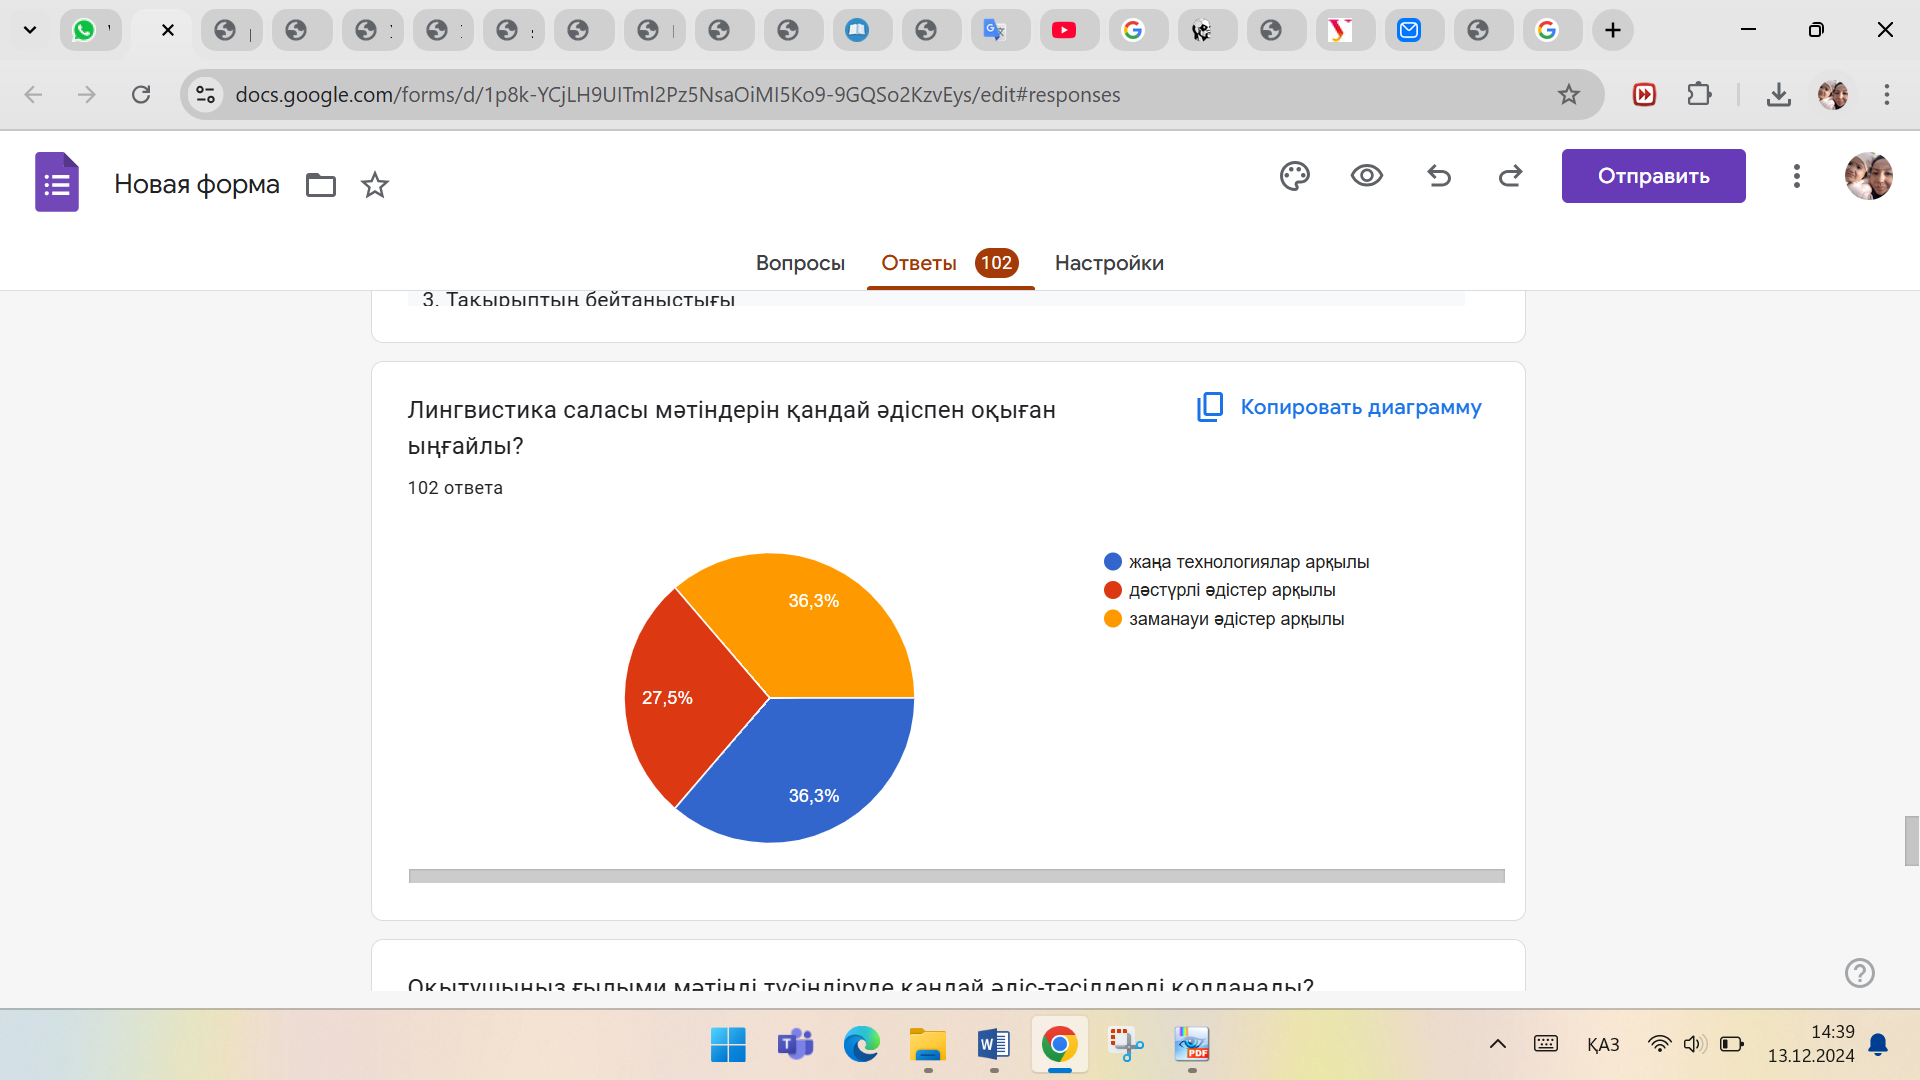 docs.google.com/forms/d/1p8k-YCjLH9UITml2Pz5NsaOiMI5Ko9-9GQSo2KzvEys/edit#responses
Новая форма
Отправить
Вопросы
Ответы 102
Настройки
3. Тақырыптың бейтаныстығы
Лингвистика саласы мәтіндерін қандай әдіспен оқыған
ыңғайлы?
Копировать диаграмму
102 ответа
36,3%
27,5%
36,3%
жаңа технологиялар арқылы
дәстүрлі әдістер арқылы
заманауи әдістер арқылы
Оқытушыңыз ғылыми мәтінді түсіндіруде қандай әдіс-тәсілдерді қолданады?
ҚАЗ
14:39
13.12.2024